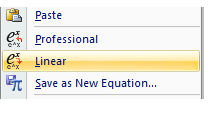 Paste
Professional
Linear
Save as New Equation...